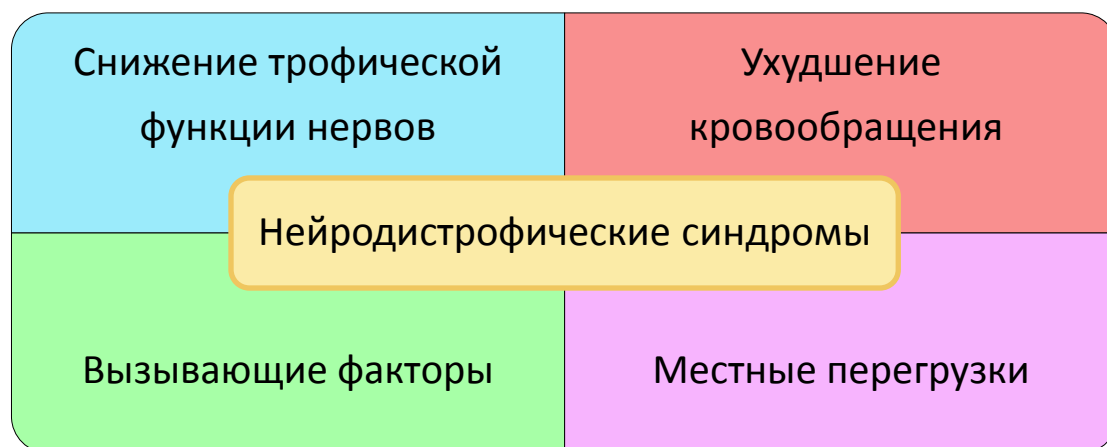 Снижение трофической
функции нервов
Ухудшение
кровообращения
Нейродистрофические синдромы
Вызывающие факторы
Местные перегрузки